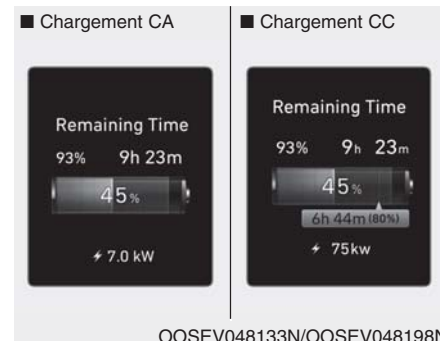 ■ Chargement CA
Remaining Time
93% 9h 23m
45%
⚡ 7.0 kW
■ Chargement CC
Remaining Time
93% 9h 23m
45%
6h 44m (80%)
⚡ 75kw
OOSEV048133N/OOSEV048198N